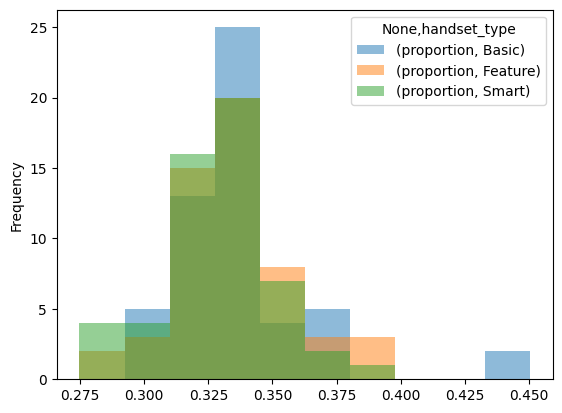 None,handset_type
(proportion, Basic)
(proportion, Feature)
(proportion, Smart)
Frequency
25
20
15
10
5
0
0.275 0.300 0.325 0.350 0.375 0.400 0.425 0.450